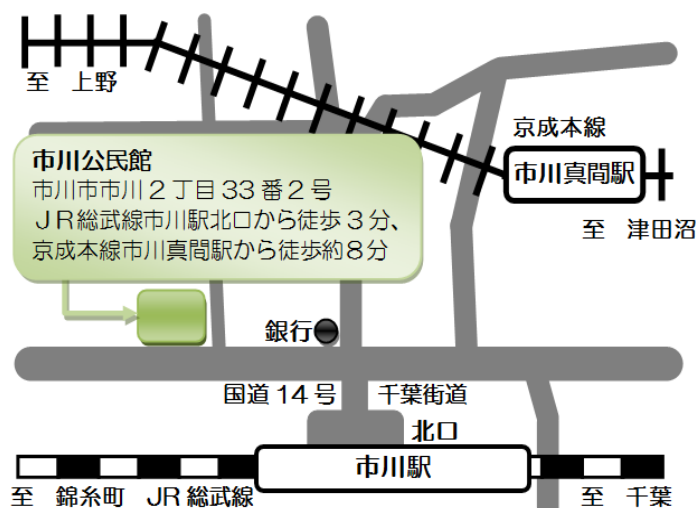 至　上野
京成本線
市川真間駅
至　津田沼
市川公民館
市川市市川２丁目33番２号
ＪＲ総武線市川駅北口から徒歩３分、
京成本線市川真間駅から徒歩約８分
銀行
国道14号　千葉街道
北口
市川駅
至　錦糸町　JR総武線
至　千葉